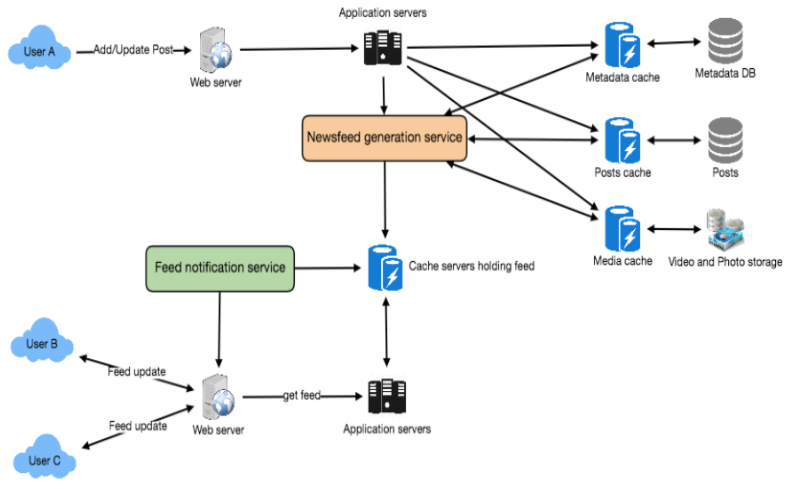 Application servers
User A
Add/Update Post
Web server
Metadata cache
Metadata DB
Newsfeed generation service
Posts cache
Posts
Media cache
Video and Photo storage
Feed notification service
Cache servers holding feed
User B
Feed update
get feed
Feed update
Web server
Application servers
User C